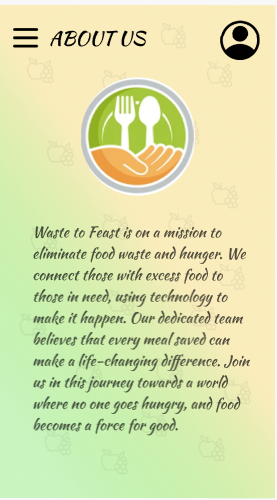 ABOUT US
Waste to Feast is on a mission to
eliminate food waste and hunger. We
connect those with excess food to
those in need, using technology to
make it happen. Our dedicated team
believes that every meal saved can
make a life-changing difference. Join
us in this journey towards a world
where no one goes hungry, and food
becomes a force for good.